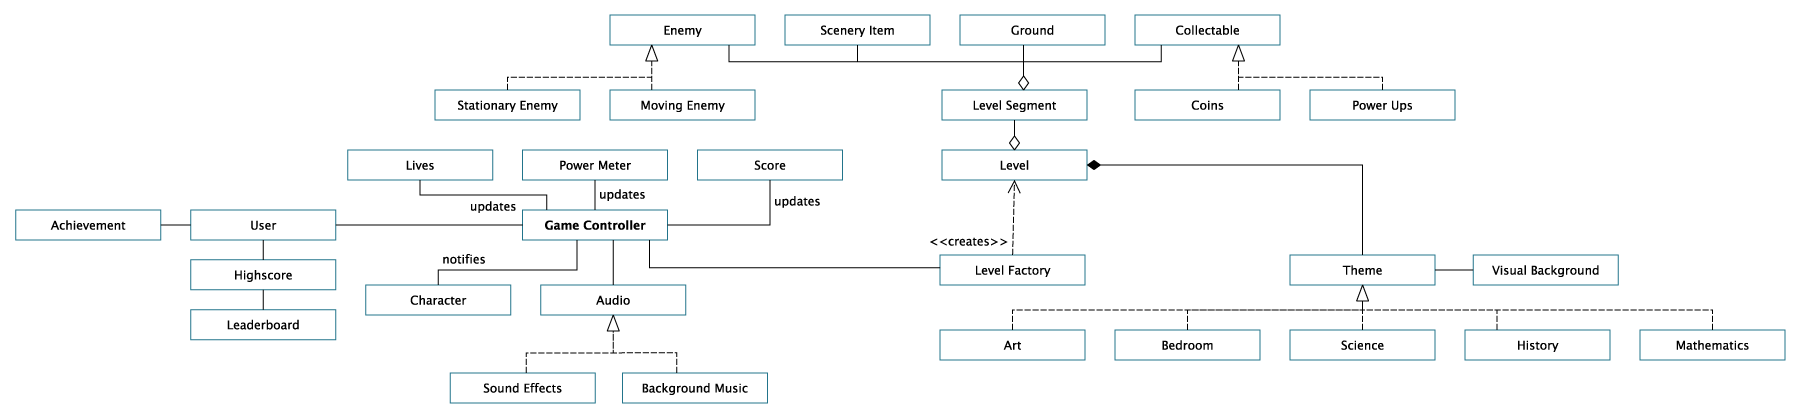 Enemy
Scenery Item
Ground
Collectable
Stationary Enemy
Moving Enemy
Level Segment
Coins
Power Ups
Lives
Power Meter
Score
Level
updates
updates
updates
Achievement
User
Game Controller
<<creates>>
notifies
Highscore
Level Factory
Theme
Visual Background
Character
Audio
Leaderboard
Art
Bedroom
Science
History
Mathematics
Sound Effects
Background Music